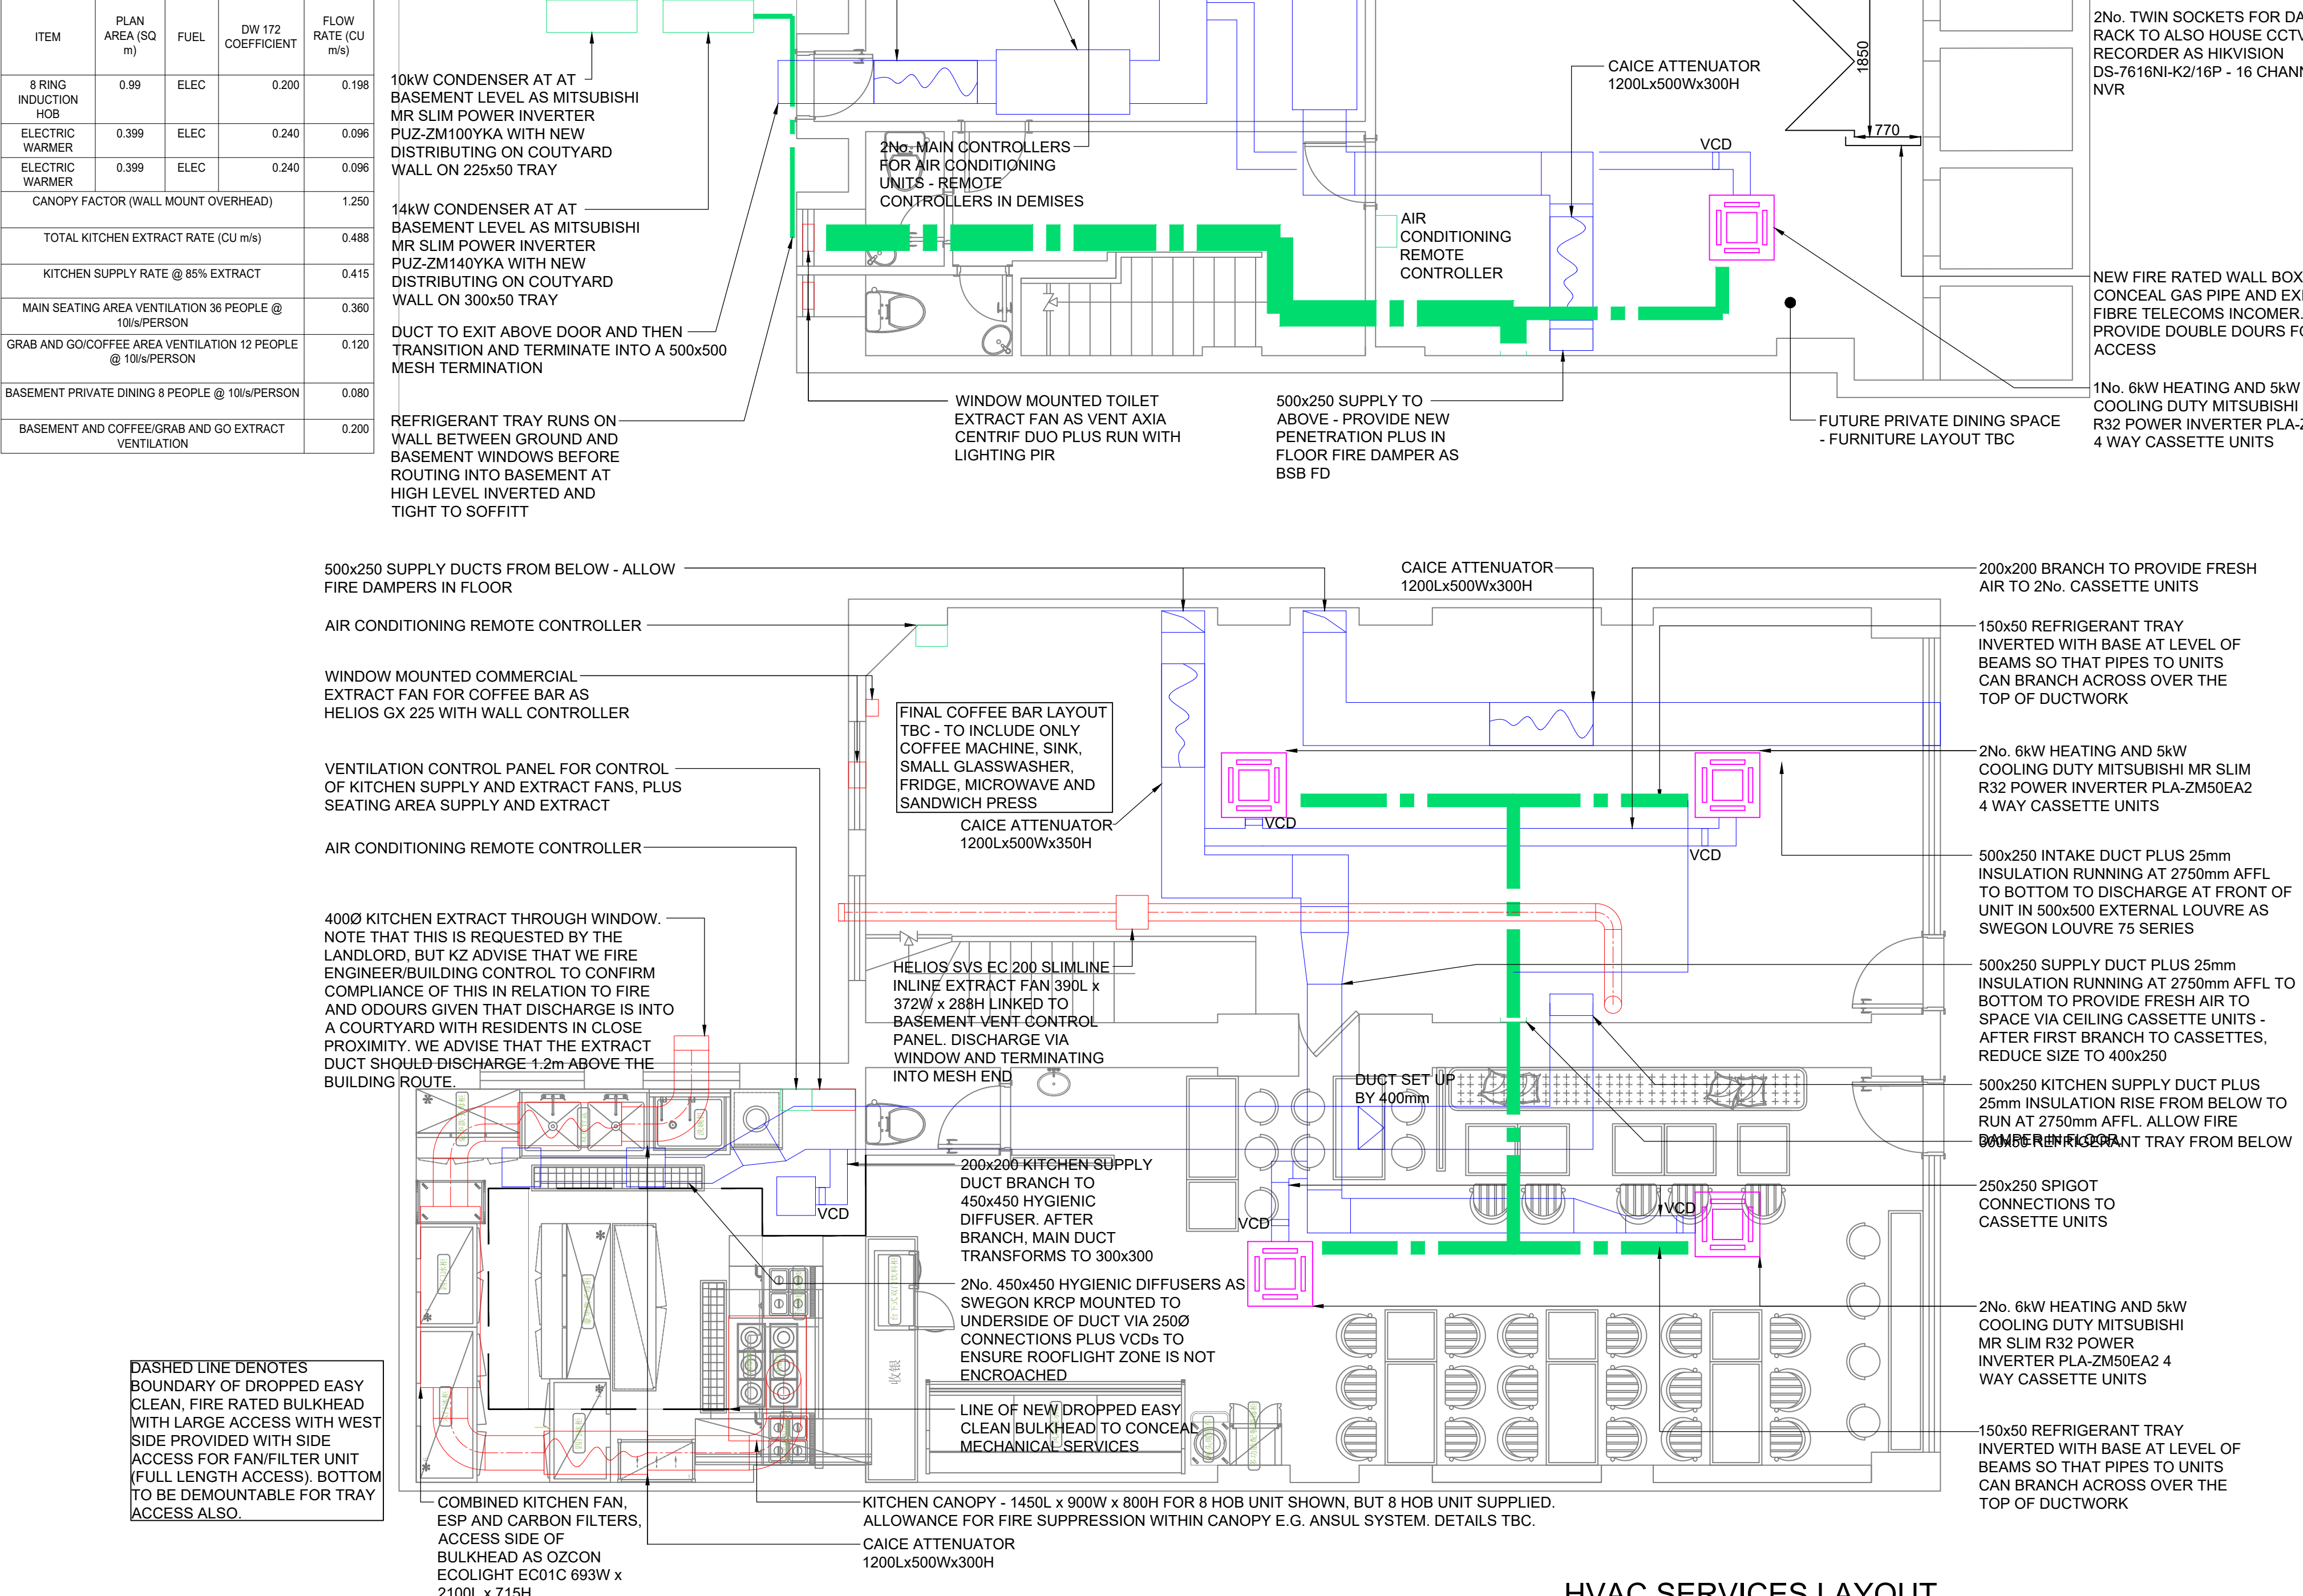 ITEM
PLAN
AREA (SQ
m)
FUEL
DW 172
COEFFICIENT
FLOW
RATE (CU
m/s)
8 RING
INDUCTION
HOB
0.99
ELEC
0.200
0.198
ELECTRIC
WARMER
0.399
ELEC
0.240
0.096
ELECTRIC
WARMER
0.399
ELEC
0.240
0.096
CANOPY FACTOR (WALL MOUNT OVERHEAD)
1.250
TOTAL KITCHEN EXTRACT RATE (CU m/s)
0.488
KITCHEN SUPPLY RATE @ 85% EXTRACT
0.415
MAIN SEATING AREA VENTILATION 36 PEOPLE @
10l/s/PERSON
0.360
GRAB AND GO/COFFEE AREA VENTILATION 12 PEOPLE
@ 10l/s/PERSON
0.120
BASEMENT PRIVATE DINING 8 PEOPLE @ 10l/s/PERSON
0.080
BASEMENT AND COFFEE/GRAB AND GO EXTRACT
VENTILATION
0.200
10kW CONDENSER AT AT
BASEMENT LEVEL AS MITSUBISHI
MR SLIM POWER INVERTER
PUZ-ZM100YKA WITH NEW
DISTRIBUTING ON COUTYARD
WALL ON 225x50 TRAY
14kW CONDENSER AT AT
BASEMENT LEVEL AS MITSUBISHI
MR SLIM POWER INVERTER
PUZ-ZM140YKA WITH NEW
DISTRIBUTING ON COUTYARD
WALL ON 300x50 TRAY
DUCT TO EXIT ABOVE DOOR AND THEN
TRANSITION AND TERMINATE INTO A 500x500
MESH TERMINATION
REFRIGERANT TRAY RUNS ON
WALL BETWEEN GROUND AND
BASEMENT WINDOWS BEFORE
ROUTING INTO BASEMENT AT
HIGH LEVEL INVERTED AND
TIGHT TO SOFFITT
2No. MAIN CONTROLLERS
FOR AIR CONDITIONING
UNITS - REMOTE
CONTROLLERS IN DEMISES
WINDOW MOUNTED TOILET
EXTRACT FAN AS VENT AXIA
CENTRIF DUO PLUS RUN WITH
LIGHTING PIR
500x250 SUPPLY TO
ABOVE - PROVIDE NEW
PENETRATION PLUS IN
FLOOR FIRE DAMPER AS
BSB FD
AIR
CONDITIONING
REMOTE
CONTROLLER
CAICE ATTENUATOR
1200Lx500Wx300H
VCD
1850
770
FUTURE PRIVATE DINING SPACE
- FURNITURE LAYOUT TBC
2No. TWIN SOCKETS FOR DA
RACK TO ALSO HOUSE CCTV
RECORDER AS HIKVISION
DS-7616NI-K2/16P - 16 CHANN
NVR
NEW FIRE RATED WALL BOX
CONCEAL GAS PIPE AND EXI
FIBRE TELECOMS INCOMER.
PROVIDE DOUBLE DOURS FO
ACCESS
1No. 6kW HEATING AND 5kW
COOLING DUTY MITSUBISHI
R32 POWER INVERTER PLA-Z
4 WAY CASSETTE UNITS
500x250 SUPPLY DUCTS FROM BELOW - ALLOW
FIRE DAMPERS IN FLOOR
AIR CONDITIONING REMOTE CONTROLLER
WINDOW MOUNTED COMMERCIAL
EXTRACT FAN FOR COFFEE BAR AS
HELIOS GX 225 WITH WALL CONTROLLER
VENTILATION CONTROL PANEL FOR CONTROL
OF KITCHEN SUPPLY AND EXTRACT FANS, PLUS
SEATING AREA SUPPLY AND EXTRACT
AIR CONDITIONING REMOTE CONTROLLER
400Ø KITCHEN EXTRACT THROUGH WINDOW.
NOTE THAT THIS IS REQUESTED BY THE
LANDLORD, BUT KZ ADVISE THAT WE FIRE
ENGINEER/BUILDING CONTROL TO CONFIRM
COMPLIANCE OF THIS IN RELATION TO FIRE
AND ODOURS GIVEN THAT DISCHARGE IS INTO
A COURTYARD WITH RESIDENTS IN CLOSE
PROXIMITY. WE ADVISE THAT THE EXTRACT
DUCT SHOULD DISCHARGE 1.2m ABOVE THE
BUILDING ROUTE.
FINAL COFFEE BAR LAYOUT
TBC - TO INCLUDE ONLY
COFFEE MACHINE, SINK,
SMALL GLASSWASHER,
FRIDGE, MICROWAVE AND
SANDWICH PRESS
CAICE ATTENUATOR
1200Lx500Wx350H
CAICE ATTENUATOR
1200Lx500Wx300H
VCD
VCD
HELIOS SVS EC 200 SLIMLINE
INLINE EXTRACT FAN 390L x
372W x 288H LINKED TO
BASEMENT VENT CONTROL
PANEL. DISCHARGE VIA
WINDOW AND TERMINATING
INTO MESH END
DUCT SET UP
BY 400mm
200x200 KITCHEN SUPPLY
DUCT BRANCH TO
450x450 HYGIENIC
DIFFUSER. AFTER
BRANCH, MAIN DUCT
TRANSFORMS TO 300x300
VCD
VCD
VCD
2No. 450x450 HYGIENIC DIFFUSERS AS
SWEGON KRCP MOUNTED TO
UNDERSIDE OF DUCT VIA 250Ø
CONNECTIONS PLUS VCDs TO
ENSURE ROOFLIGHT ZONE IS NOT
ENCROACHED
收银
LINE OF NEW DROPPED EASY
CLEAN BULKHEAD TO CONCEAL
MECHANICAL SERVICES
200x200 BRANCH TO PROVIDE FRESH
AIR TO 2No. CASSETTE UNITS
150x50 REFRIGERANT TRAY
INVERTED WITH BASE AT LEVEL OF
BEAMS SO THAT PIPES TO UNITS
CAN BRANCH ACROSS OVER THE
TOP OF DUCTWORK
2No. 6kW HEATING AND 5kW
COOLING DUTY MITSUBISHI MR SLIM
R32 POWER INVERTER PLA-ZM50EA2
4 WAY CASSETTE UNITS
500x250 INTAKE DUCT PLUS 25mm
INSULATION RUNNING AT 2750mm AFFL
TO BOTTOM TO DISCHARGE AT FRONT OF
UNIT IN 500x500 EXTERNAL LOUVRE AS
SWEGON LOUVRE 75 SERIES
500x250 SUPPLY DUCT PLUS 25mm
INSULATION RUNNING AT 2750mm AFFL TO
BOTTOM TO PROVIDE FRESH AIR TO
SPACE VIA CEILING CASSETTE UNITS -
AFTER FIRST BRANCH TO CASSETTES,
REDUCE SIZE TO 400x250
500x250 KITCHEN SUPPLY DUCT PLUS
25mm INSULATION RISE FROM BELOW TO
RUN AT 2750mm AFFL. ALLOW FIRE
DAMPER IN FLOOR.
300x50 REFRIGERANT TRAY FROM BELOW
250x250 SPIGOT
CONNECTIONS TO
CASSETTE UNITS
2No. 6kW HEATING AND 5kW
COOLING DUTY MITSUBISHI
MR SLIM R32 POWER
INVERTER PLA-ZM50EA2 4
WAY CASSETTE UNITS
150x50 REFRIGERANT TRAY
INVERTED WITH BASE AT LEVEL OF
BEAMS SO THAT PIPES TO UNITS
CAN BRANCH ACROSS OVER THE
TOP OF DUCTWORK
DASHED LINE DENOTES
BOUNDARY OF DROPPED EASY
CLEAN, FIRE RATED BULKHEAD
WITH LARGE ACCESS WITH WEST
SIDE PROVIDED WITH SIDE
ACCESS FOR FAN/FILTER UNIT
(FULL LENGTH ACCESS). BOTTOM
TO BE DEMOUNTABLE FOR TRAY
ACCESS ALSO.
COMBINED KITCHEN FAN,
ESP AND CARBON FILTERS,
ACCESS SIDE OF
BULKHEAD AS OZCON
ECOLIGHT EC01C 693W x
2100L x 715H
KITCHEN CANOPY - 1450L x 900W x 800H FOR 8 HOB UNIT SHOWN, BUT 8 HOB UNIT SUPPLIED.
ALLOWANCE FOR FIRE SUPPRESSION WITHIN CANOPY E.G. ANSUL SYSTEM. DETAILS TBC.
CAICE ATTENUATOR
1200Lx500Wx300H
HVAC SERVICES LAYOUT